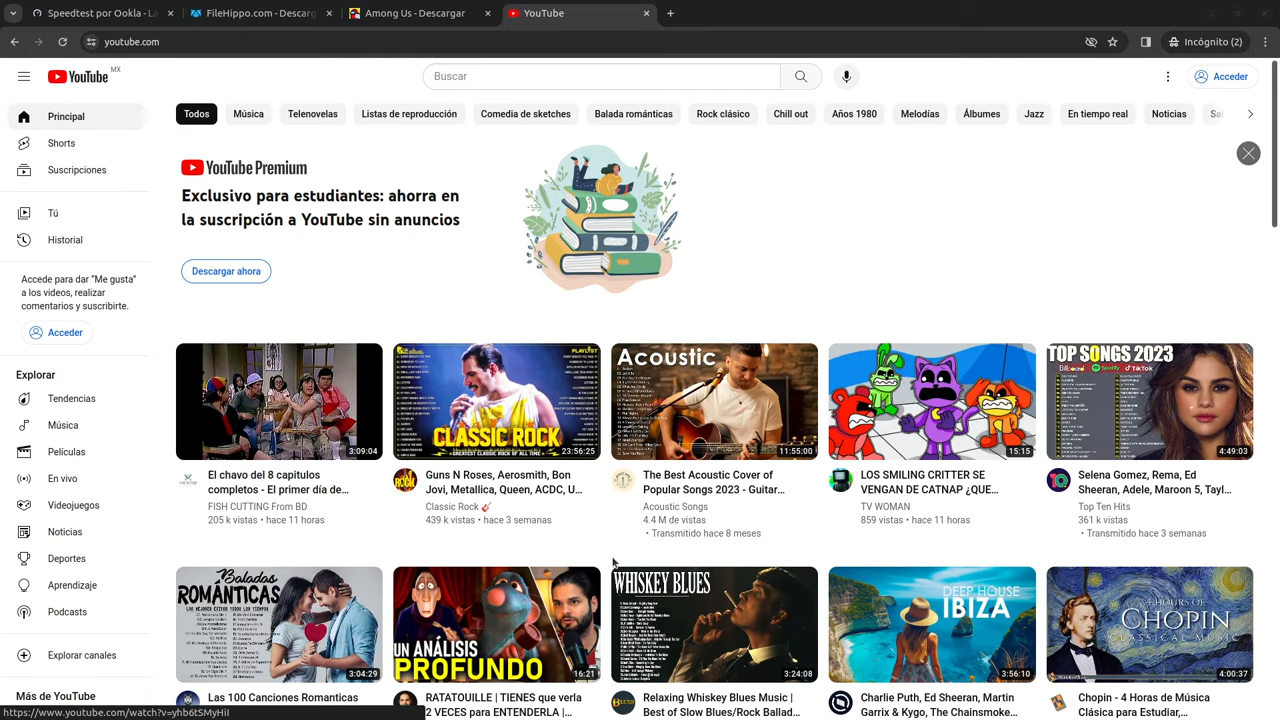 Speedtest por Ookla - La
FileHippo.com - Descarg
Among Us - Descargar
YouTube
youtube.com
Incógnito (2)
YouTube MX
Buscar
Acceder
Todos
Música
Telenovelas
Listas de reproducción
Comedia de sketches
Balada románticas
Rock clásico
Chill out
Años 1980
Melodías
Álbumes
Jazz
En tiempo real
Noticias
Principal
Shorts
Suscripciones
Tú
Historial
Accede para dar “Me gusta”
a los videos, realizar
comentarios y suscribirte.
Acceder
Explorar
Tendencias
Música
Películas
En vivo
Videojuegos
Noticias
Deportes
Aprendizaje
Podcasts
Explorar canales
Más de YouTube
YouTube Premium
Exclusivo para estudiantes: ahorra en
la suscripción a YouTube sin anuncios
Descargar ahora
3:09:04
El chavo del 8 capitulos
completos - El primer día de...
FISH CUTTING From BD
205 k vistas • hace 11 horas
PLAYLIST
CLASSIC ROCK
23:56:25
Guns N Roses, Aerosmith, Bon
Jovi, Metallica, Queen, ACDC, U...
Classic Rock 🎸
439 k vistas • hace 3 semanas
Acoustic
11:55:00
The Best Acoustic Cover of
Popular Songs 2023 - Guitar...
Acoustic Songs
4.4 M de vistas
• Transmitido hace 8 meses
15:15
LOS SMILING CRITTER SE
VENGAN DE CATNAP ¿QUE...
TV WOMAN
859 vistas • hace 11 horas
TOP SONGS 2023
Billboard Spotify TikTok
4:49:03
Selena Gomez, Rema, Ed
Sheeran, Adele, Maroon 5, Tayl...
Top Ten Hits
361 k vistas
• Transmitido hace 3 semanas
Baladas
ROMÁNTICAS
3:04:29
Las 100 Canciones Romanticas
UN ANÁLISIS
PROFUNDO
16:21
RATATOUILLE | TIENES que verla
2 VECES para ENTENDERLA |...
WHISKEY BLUES
3:24:08
Relaxing Whiskey Blues Music |
Best of Slow Blues/Rock Ballad...
DEEP HOUSE
IBIZA
3:56:10
Charlie Puth, Ed Sheeran, Martin
Garrix & Kygo, The Chainsmoke...
4 HOURS OF
CHOPIN
CLASSICAL MUSIC
4:00:37
Chopin - 4 Horas de Música
Clásica para Estudiar,...
https://www.youtube.com/watch?v=yhb6tSMyHiI